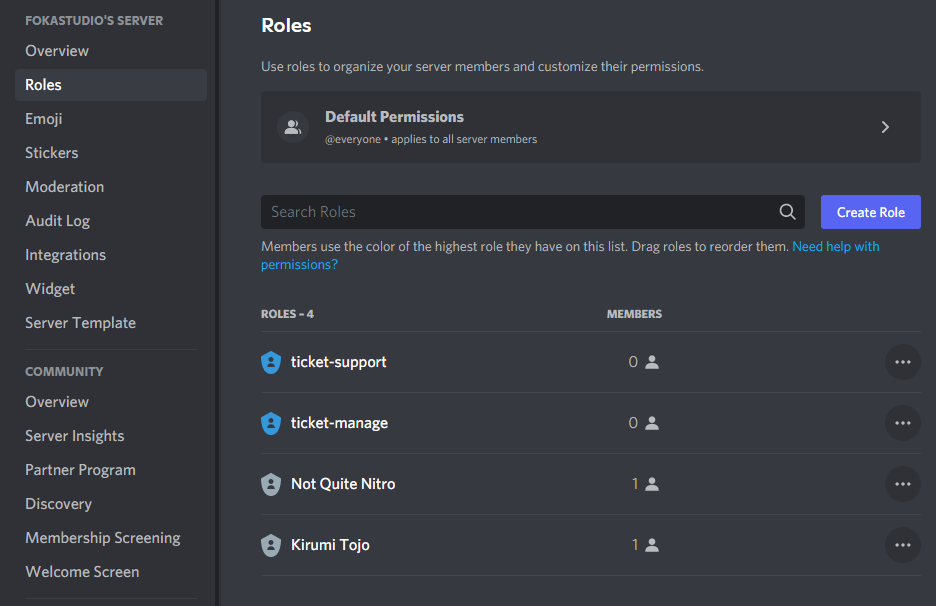 FOKASTUDIO'S SERVER
Overview
Roles
Emoji
Stickers
Moderation
Audit Log
Integrations
Widget
Server Template
COMMUNITY
Overview
Server Insights
Partner Program
Discovery
Membership Screening
Welcome Screen
Roles
Use roles to organize your server members and customize their permissions.
Default Permissions
@everyone • applies to all server members
Search Roles
Create Role
Members use the color of the highest role they have on this list. Drag roles to reorder them. Need help with
permissions?
ROLES – 4 MEMBERS
ticket-support 0
ticket-manage 0
Not Quite Nitro 1
Kirumi Tojo 1